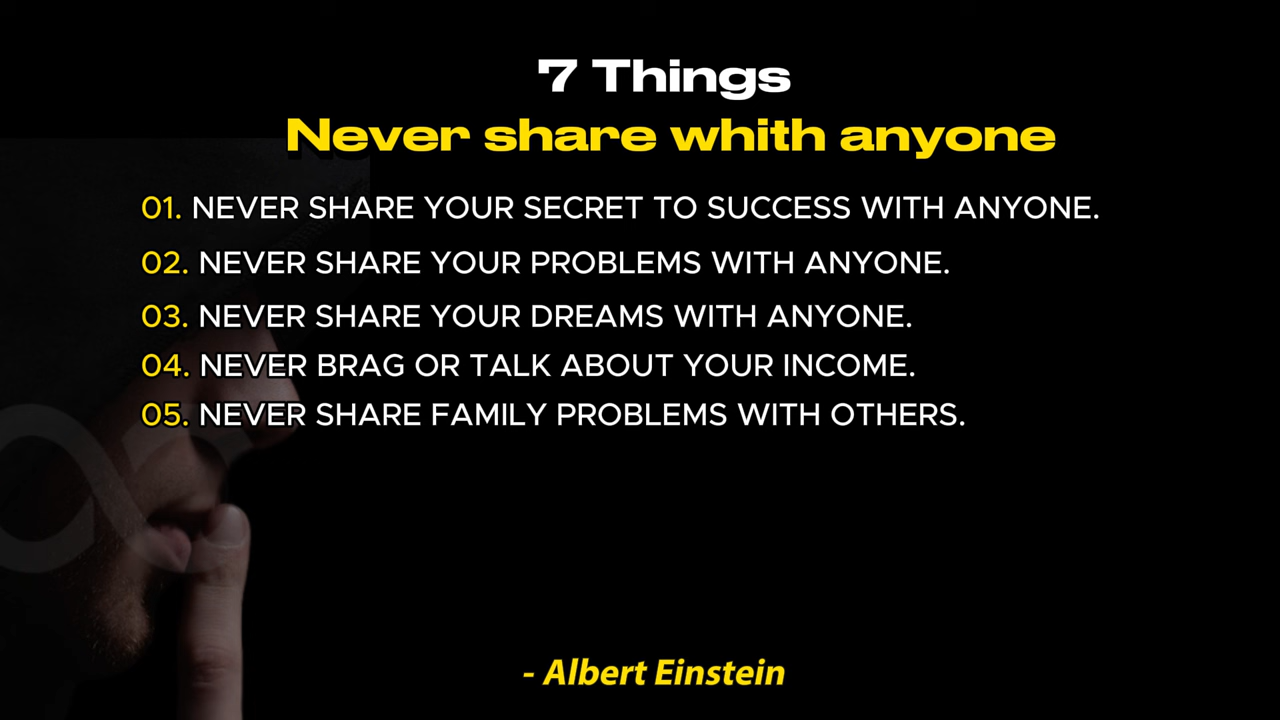 7 Things
Never share whith anyone
01. NEVER SHARE YOUR SECRET TO SUCCESS WITH ANYONE.
02. NEVER SHARE YOUR PROBLEMS WITH ANYONE.
03. NEVER SHARE YOUR DREAMS WITH ANYONE.
04. NEVER BRAG OR TALK ABOUT YOUR INCOME.
05. NEVER SHARE FAMILY PROBLEMS WITH OTHERS.
- Albert Einstein